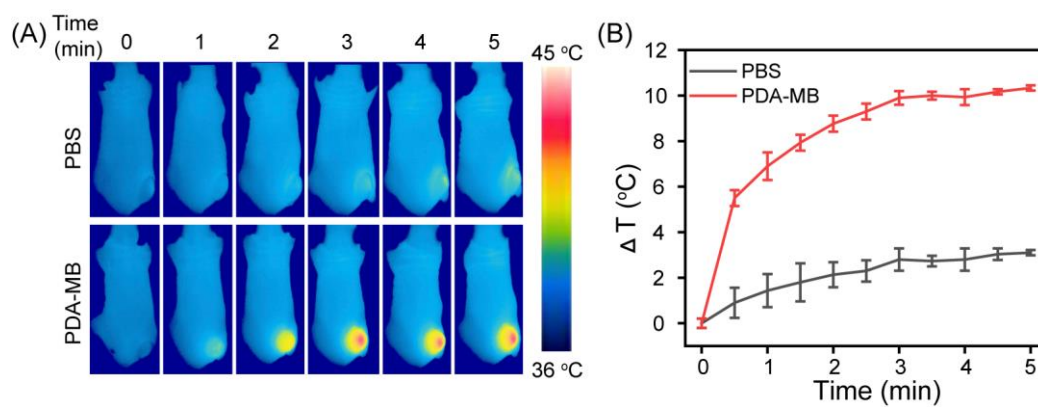 (A)
Time
(min)
0 1 2 3 4 5
PBS
PDA-MB
45 °C
36 °C
(B)
12
10
8
6
4
2
0
Δ T (°C)
PBS
PDA-MB
0 1 2 3 4 5
Time (min)